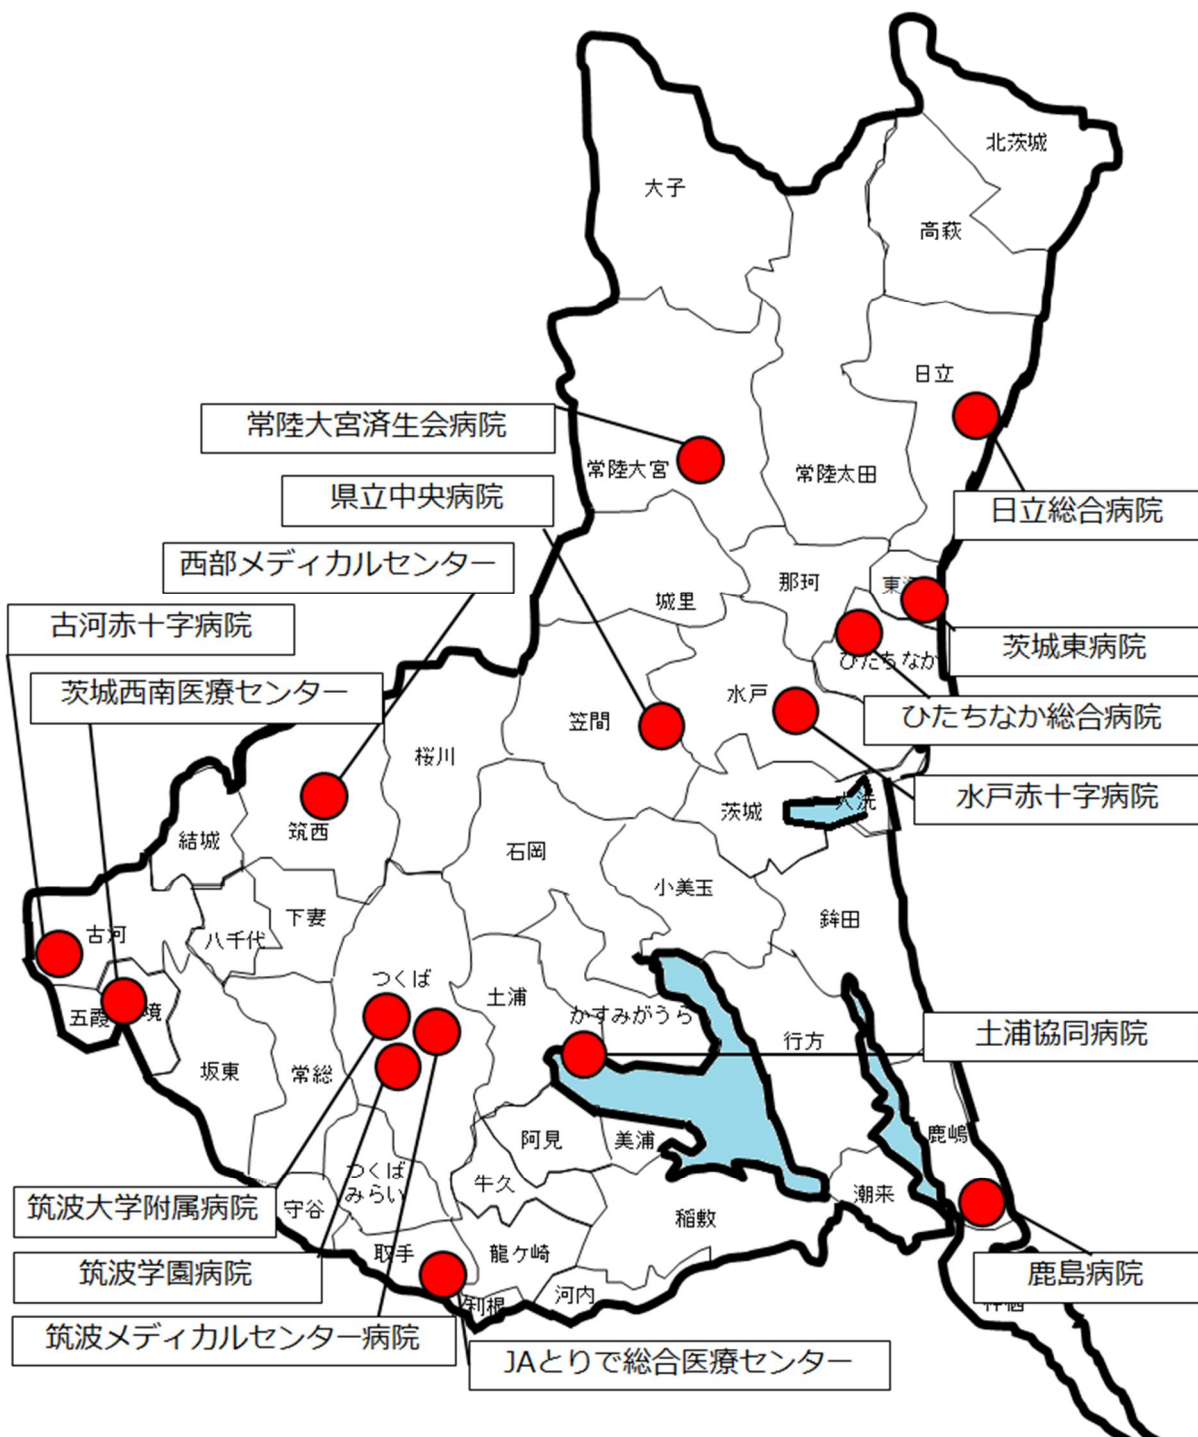 北茨城
大子
高萩
日立
常陸大宮済生会病院
常陸大宮
常陸太田
県立中央病院
日立総合病院
西部メディカルセンター
那珂
城里
古河赤十字病院
茨城東病院
ひたちなか
茨城西南医療センター
水戸
笠間
ひたちなか総合病院
桜川
水戸赤十字病院
茨城
大洗
筑西
結城
石岡
小美玉
鉾田
下妻
古河
八千代
つくば
土浦
かすみがうら
五霞
境
土浦協同病院
行方
坂東
常総
鹿嶋
阿見
美浦
つくば
みらい
牛久
潮来
筑波大学附属病院
守谷
稲敷
取手
龍ケ崎
筑波学園病院
鹿島病院
河内
利根
筑波メディカルセンター病院
JAとりで総合医療センター